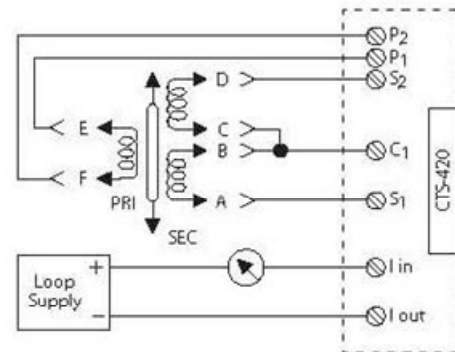 P2
P1
D
S2
E
C
B
C1
F
PRI
A
S1
SEC
CTS-420
Loop
Supply
+
−
I in
I out